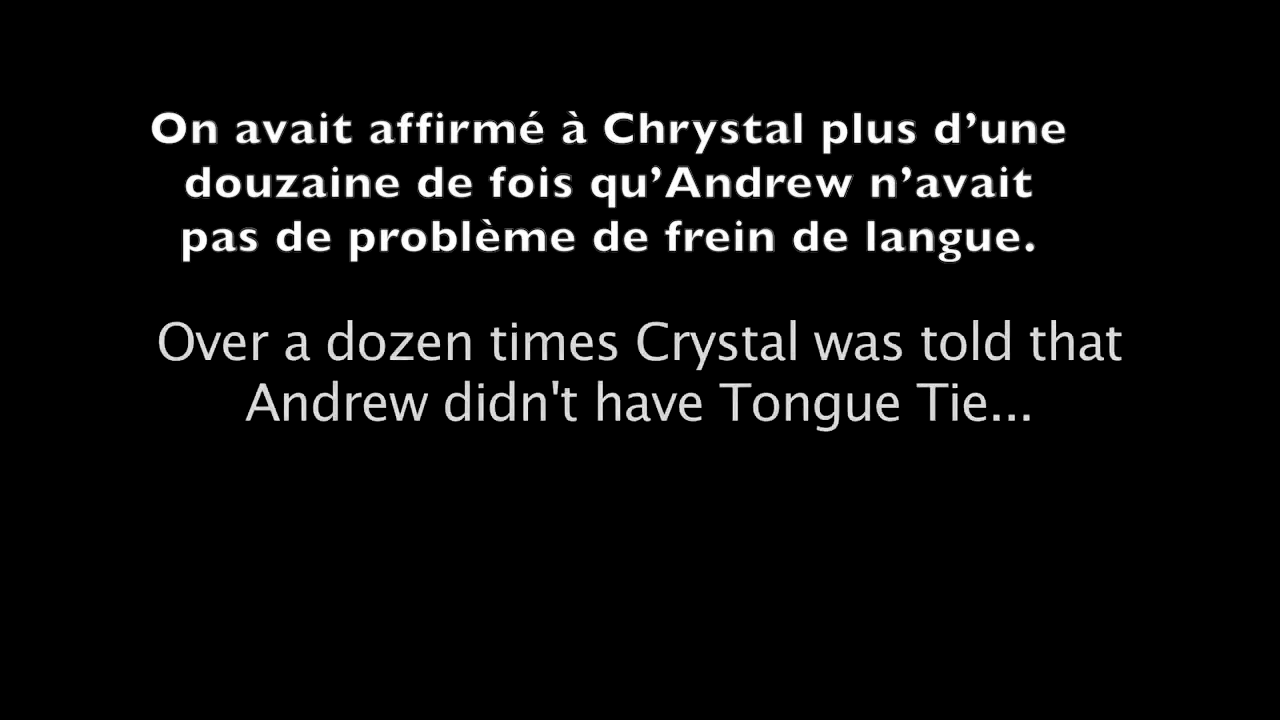 On avait affirmé à Chrystal plus d’une
douzaine de fois qu’Andrew n’avait
pas de problème de frein de langue.
Over a dozen times Crystal was told that
Andrew didn't have Tongue Tie...